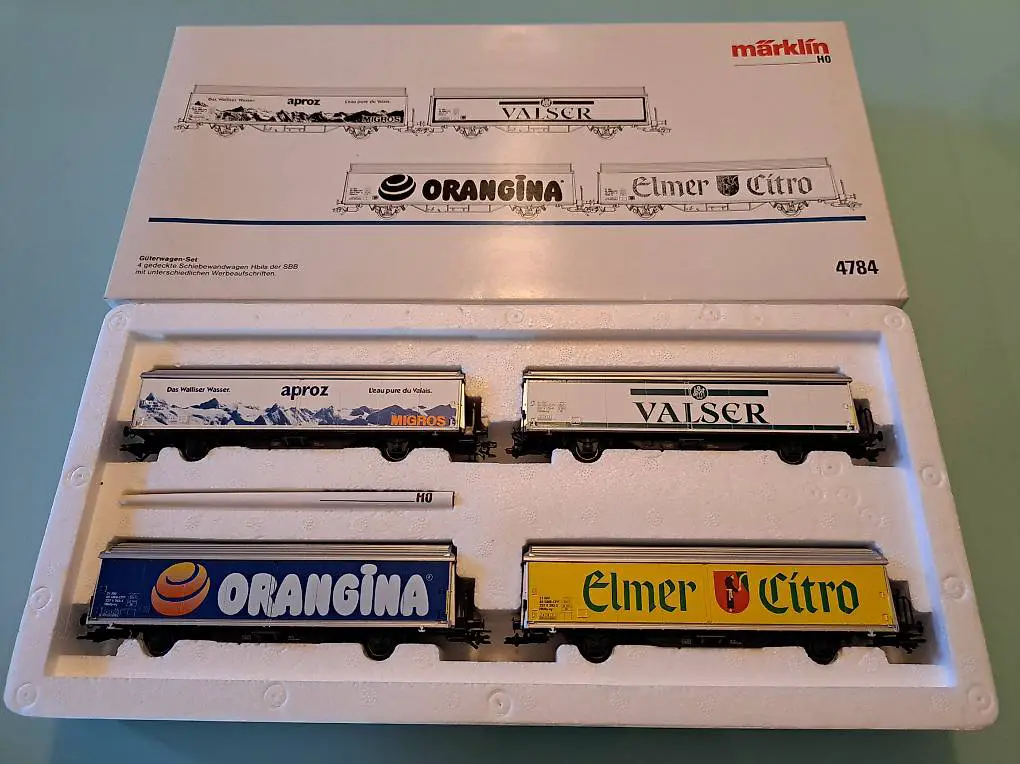 märklin
H0
Das Walliser Wasser. aproz L'eau pure du Valais.
MIGROS
VALSER
ORANGINA®
Elmer Citro
Güterwagen-Set
4 gedeckte Schiebewandwagen Hbils der SBB
mit unterschiedlichen Werbeaufschriften.
4784
Das Walliser Wasser. aproz L'eau pure du Valais.
MIGROS
VALSER
H0
ORANGINA®
Elmer Citro